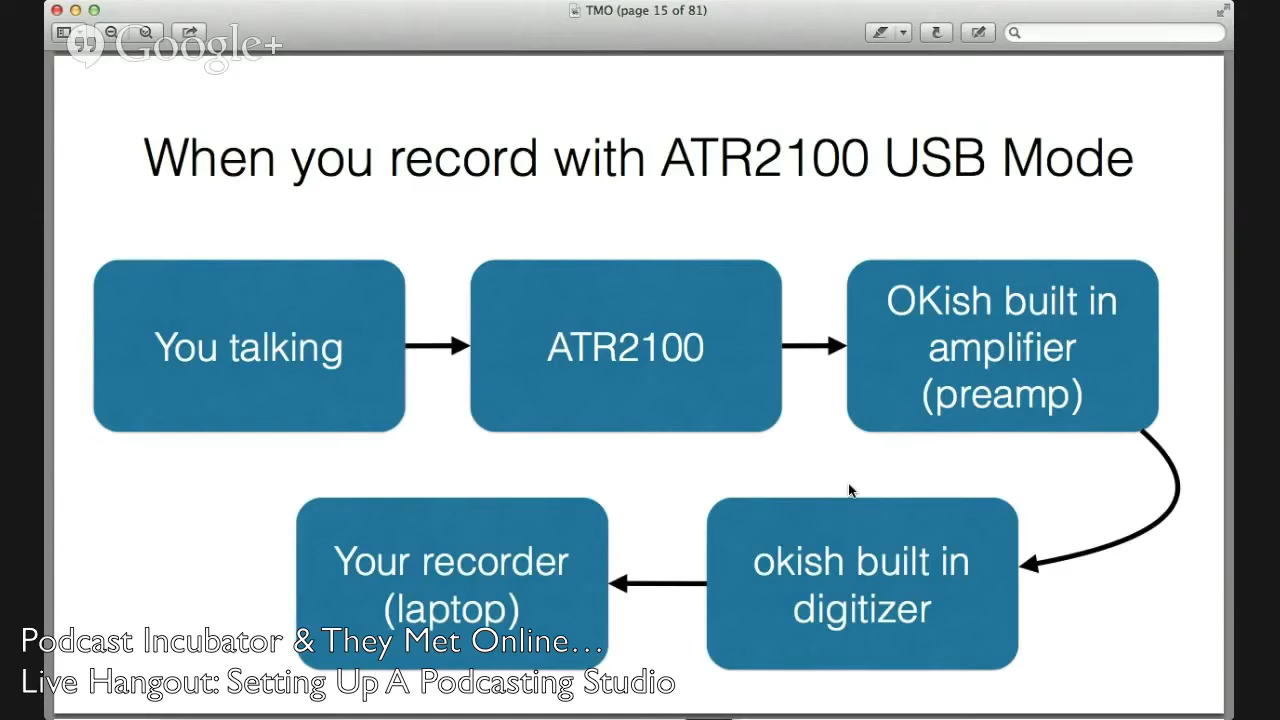 TMO (page 15 of 81)
Google+
When you record with ATR2100 USB Mode
You talking
ATR2100
OKish built in
amplifier
(preamp)
Your recorder
(laptop)
okish built in
digitizer
Podcast Incubator & They Met Online...
Live Hangout: Setting Up A Podcasting Studio